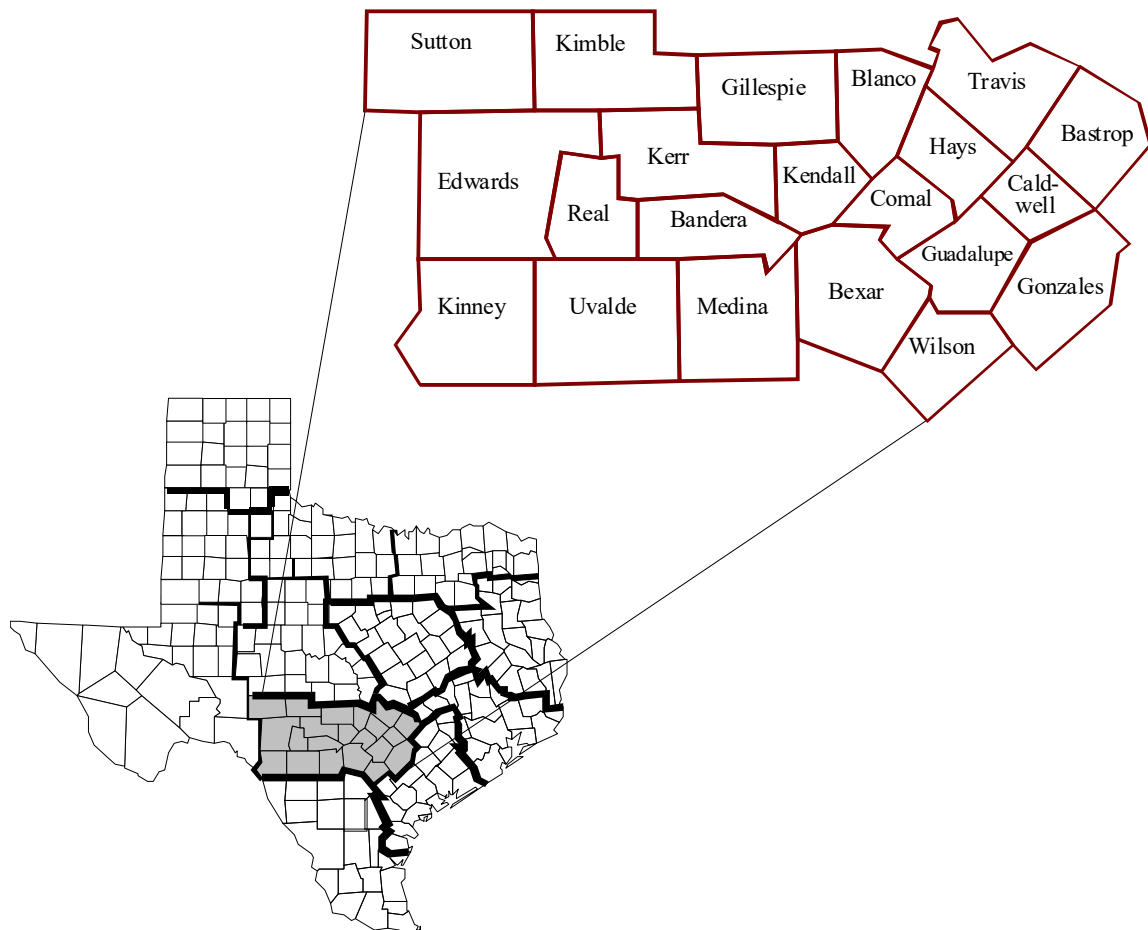 Sutton
Kimble
Gillespie
Blanco
Travis
Bastrop
Edwards
Kerr
Hays
Real
Kendall
Bandera
Comal
Cald-
well
Kinney
Uvalde
Medina
Bexar
Guadalupe
Gonzales
Wilson